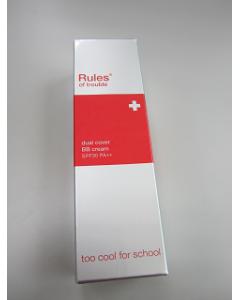 Rules®
of trouble
dual cover
BB cream
SPF30 PA++
too cool for school